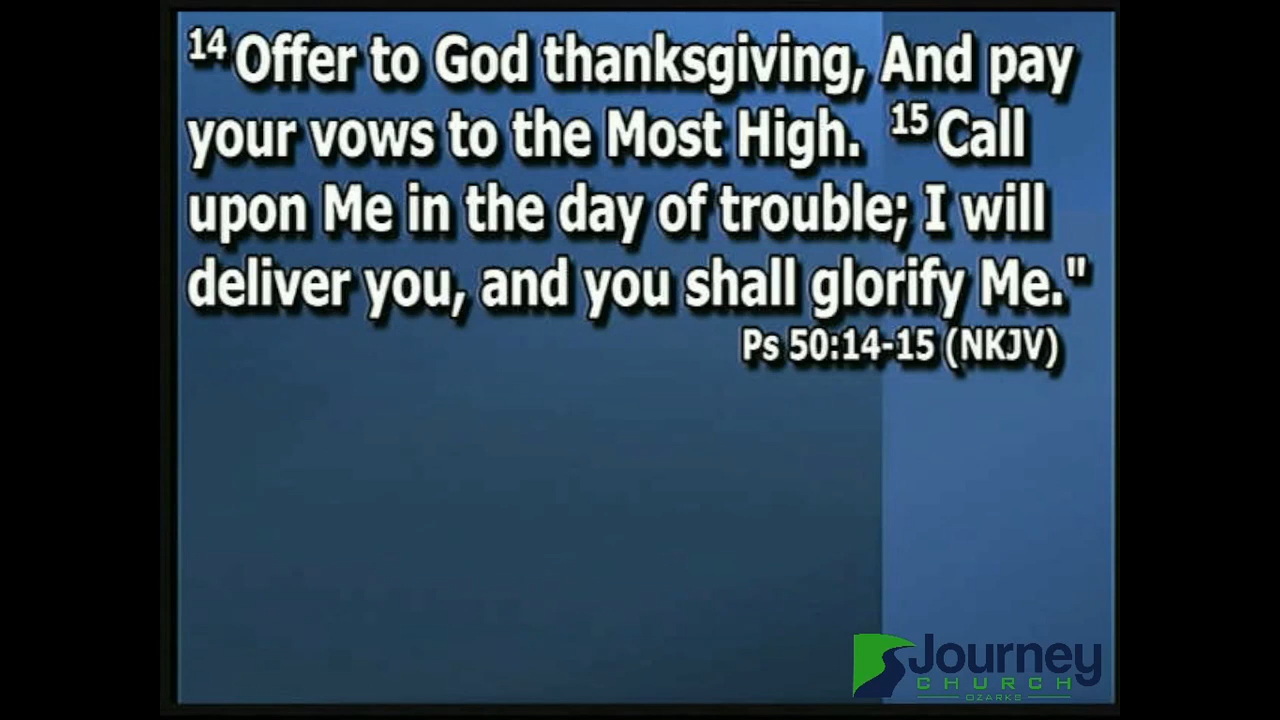 14 Offer to God thanksgiving, And pay
your vows to the Most High. 15 Call
upon Me in the day of trouble; I will
deliver you, and you shall glorify Me."
Ps 50:14-15 (NKJV)
Journey
CHURCH
OZARKS